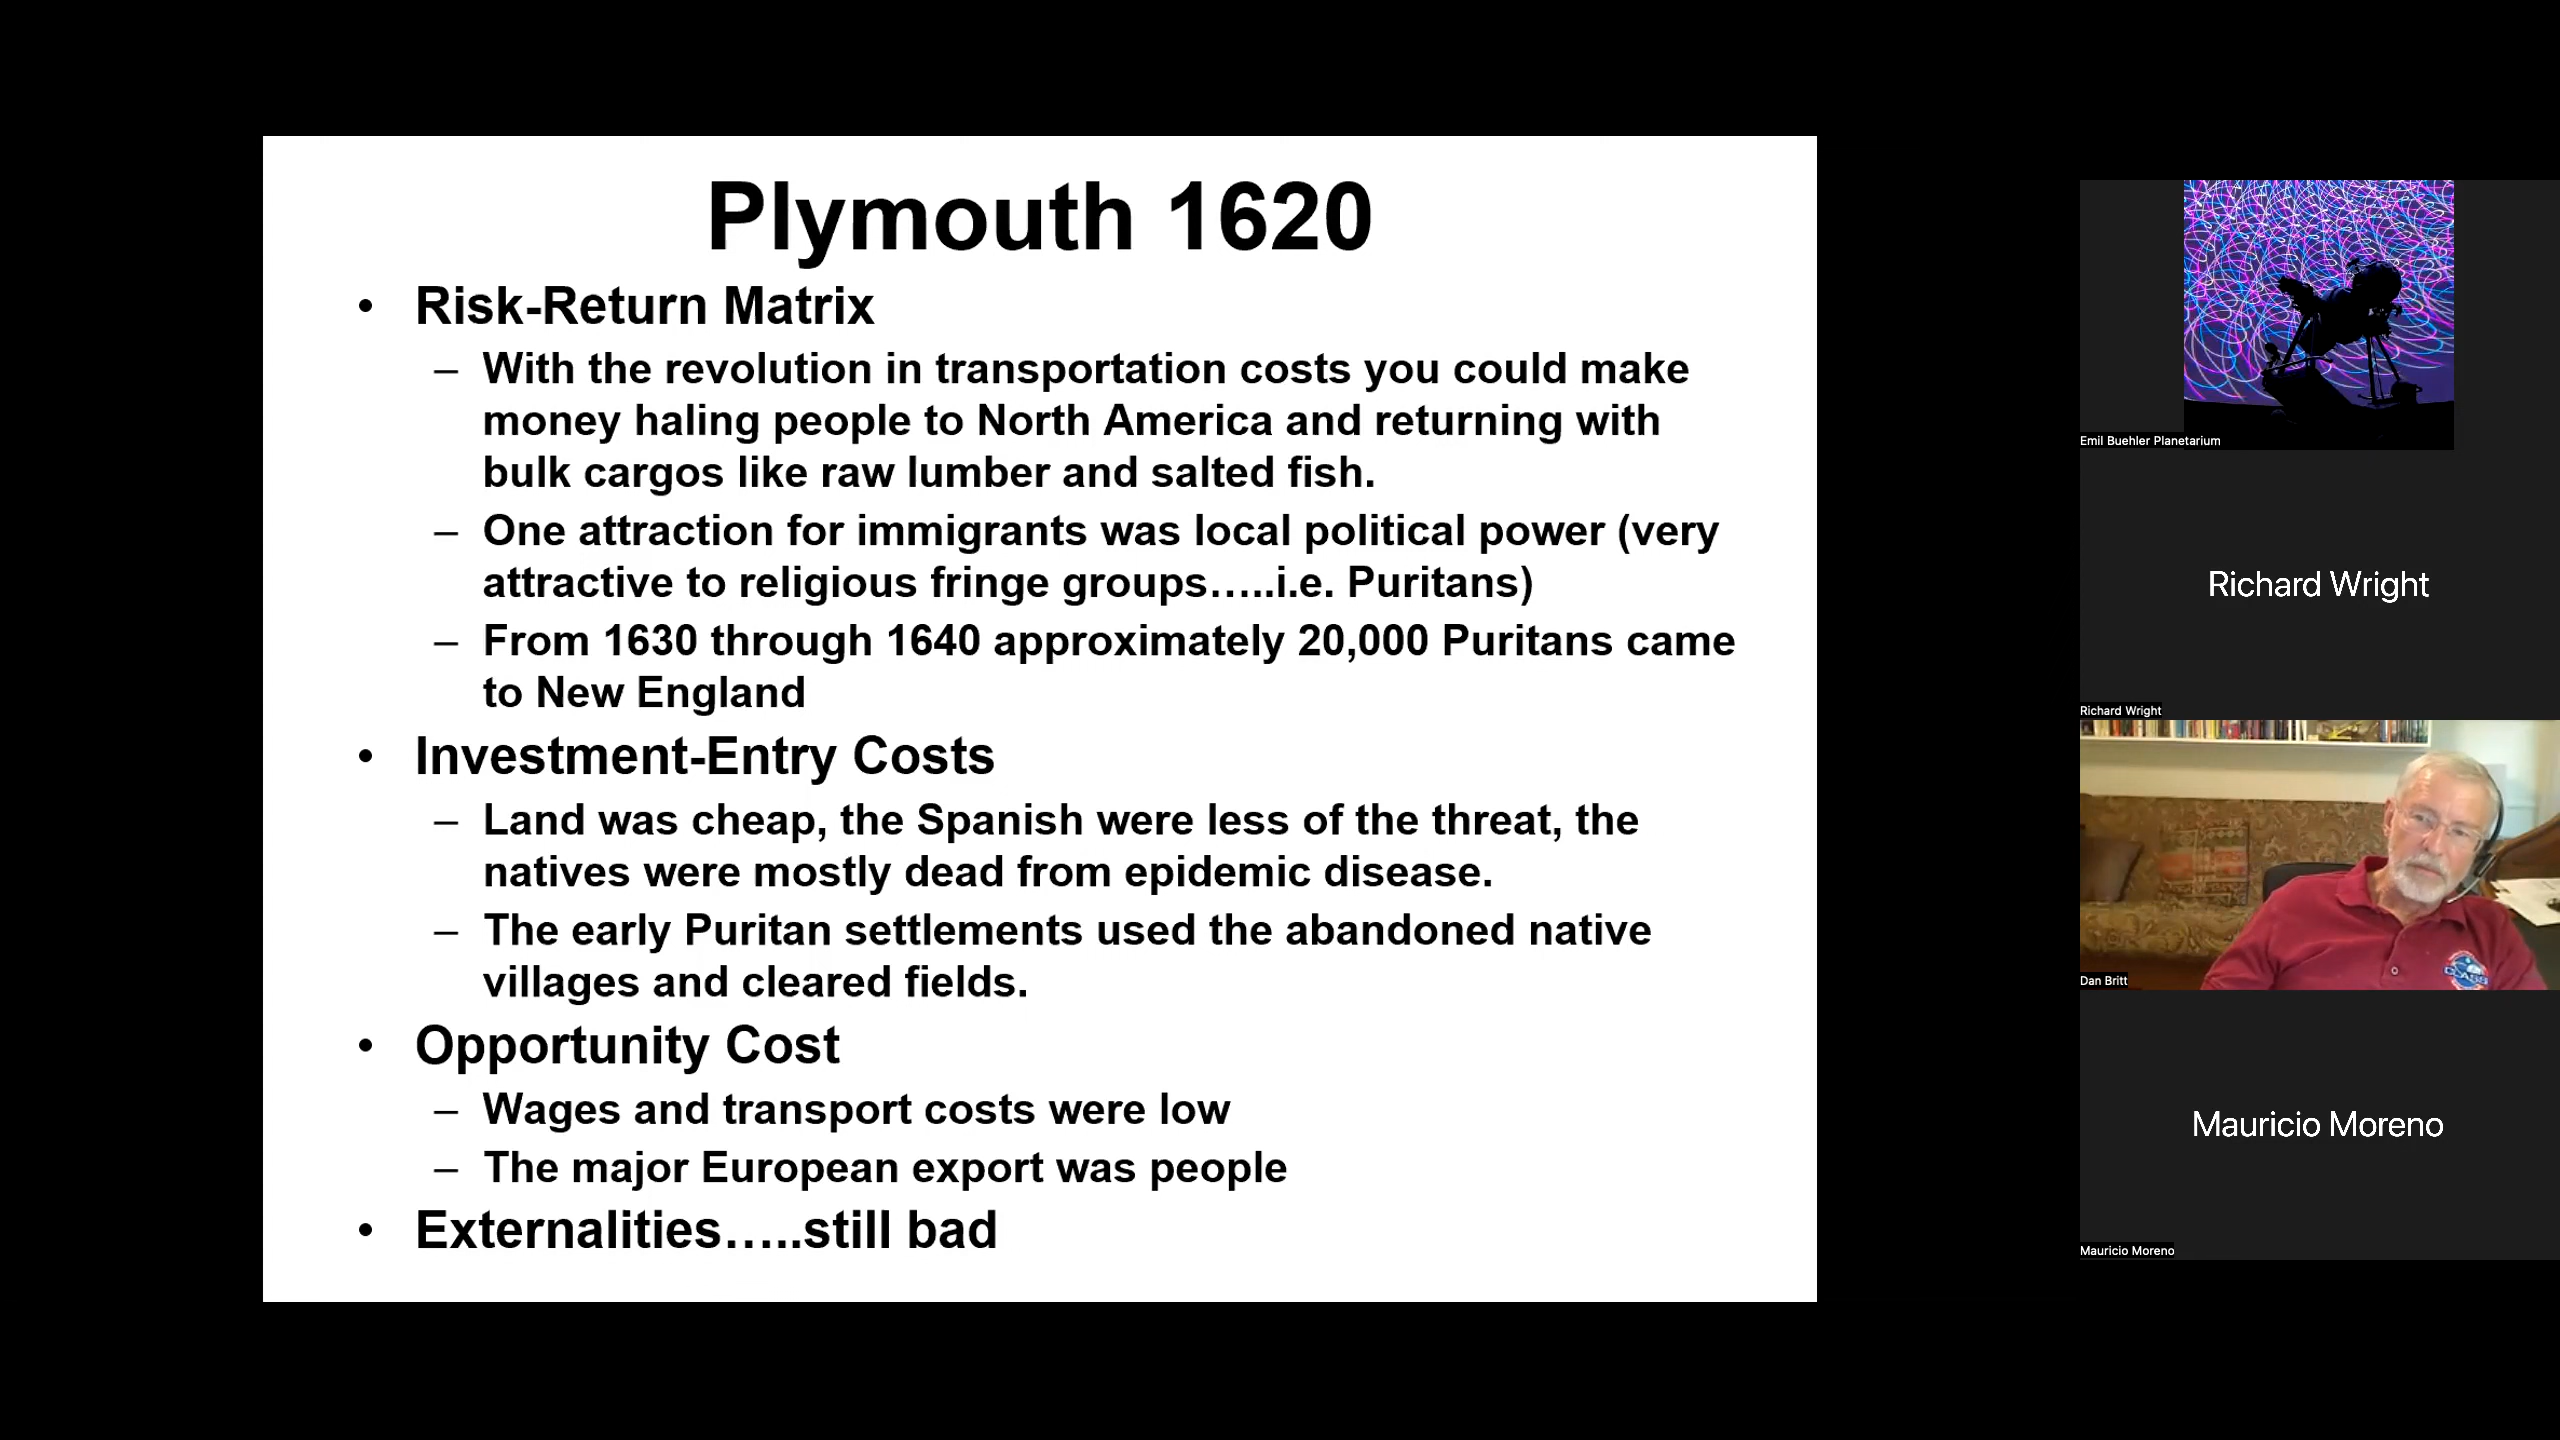 Plymouth 1620
• Risk-Return Matrix
– With the revolution in transportation costs you could make
money haling people to North America and returning with
bulk cargos like raw lumber and salted fish.
– One attraction for immigrants was local political power (very
attractive to religious fringe groups…..i.e. Puritans)
– From 1630 through 1640 approximately 20,000 Puritans came
to New England
• Investment-Entry Costs
– Land was cheap, the Spanish were less of the threat, the
natives were mostly dead from epidemic disease.
– The early Puritan settlements used the abandoned native
villages and cleared fields.
• Opportunity Cost
– Wages and transport costs were low
– The major European export was people
• Externalities…..still bad
Emil Buehler Planetarium
Richard Wright
Richard Wright
CLASS
Dan Britt
Mauricio Moreno
Mauricio Moreno